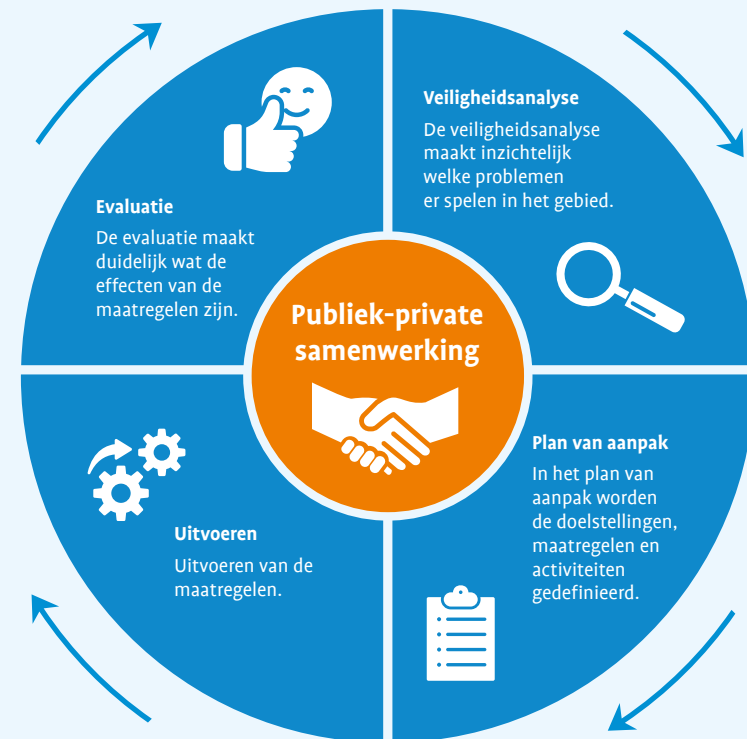 Veiligheidsanalyse
De veiligheidsanalyse
maakt inzichtelijk
welke problemen
er spelen in het gebied.
Evaluatie
De evaluatie maakt
duidelijk wat de
effecten van de
maatregelen zijn.
Publiek-private
samenwerking
Plan van aanpak
In het plan van
aanpak worden
de doelstellingen,
maatregelen en
activiteiten
gedefinieerd.
Uitvoeren
Uitvoeren van de
maatregelen.